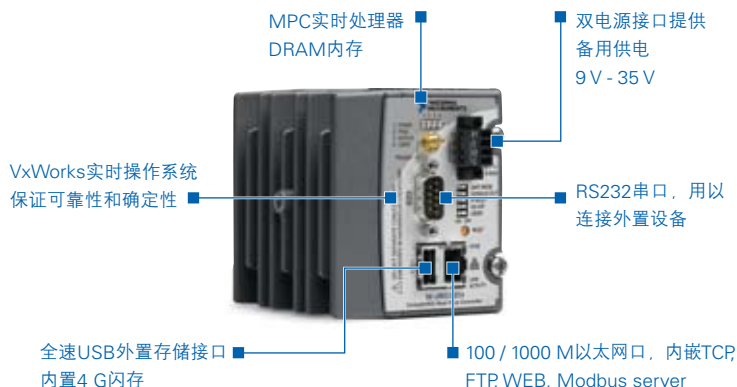 MPC实时处理器
DRAM内存
双电源接口提供
备用供电
9 V - 35 V
NATIONAL
INSTRUMENTS
VxWorks实时操作系统
保证可靠性和确定性
RS232串口，用以
连接外置设备
全速USB外置存储接口
内置4 G闪存
100 / 1000 M以太网口，内嵌TCP,
FTP, WEB, Modbus server